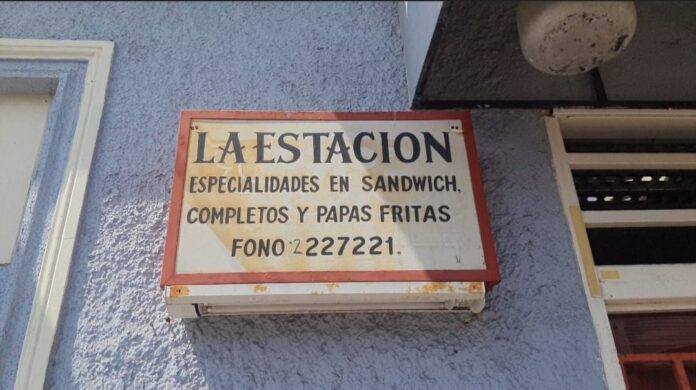 "LA ESTACION"
ESPECIALIDADES EN SANDWICH.
COMPLETOS Y PAPAS FRITAS
FONO:2227221.